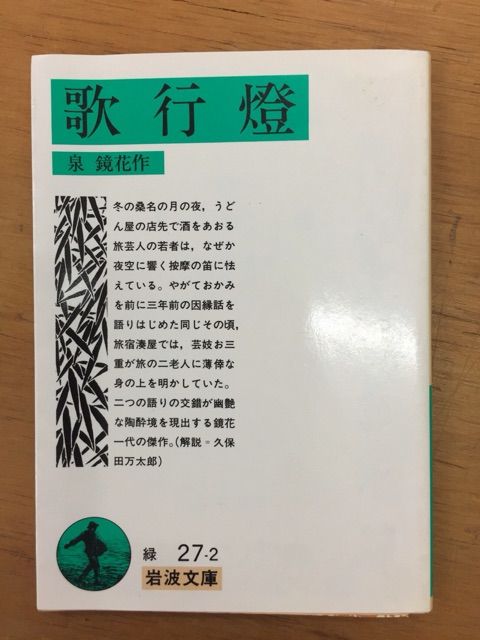 歌行燈
泉 鏡花作
冬の桑名の月の夜，うど
ん屋の店先で酒をあおる
旅芸人の若者は，なぜか
夜空に響く按摩の笛に怯
えている。やがておかみ
を前に三年前の因縁話を
語りはじめた同じその頃，
旅宿湊屋では，芸妓お三
重が旅の二老人に薄倖な
身の上を明かしていた。
二つの語りの交錯が幽艶
な陶酔境を現出する鏡花
一代の傑作。（解説＝久保
田万太郎）
緑 27-2
岩波文庫